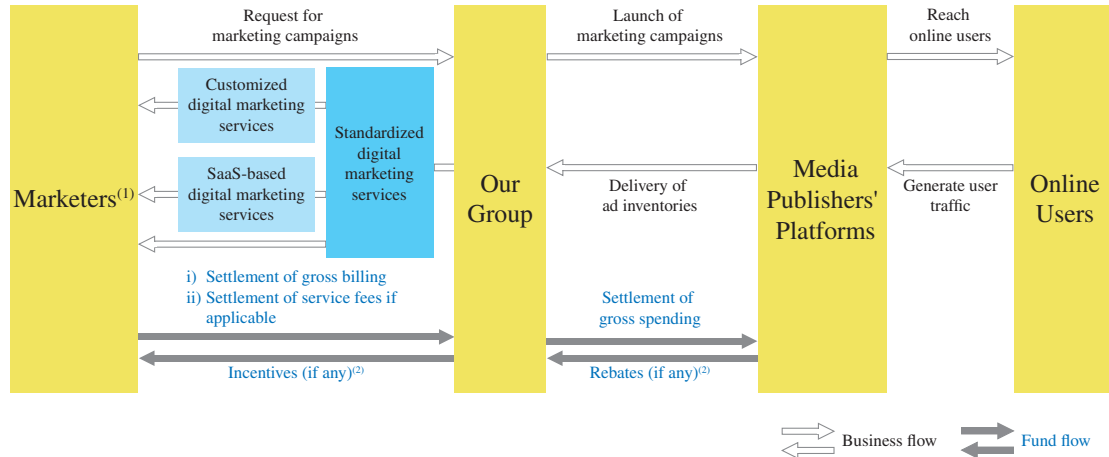 Request for
marketing campaigns
Launch of
marketing campaigns
Reach
online users
Customized
digital marketing
services
Standardized
digital
marketing
services
SaaS-based
digital marketing
services
Marketers(1)
Our
Group
Delivery of
ad inventories
Media
Publishers'
Platforms
Generate user
traffic
Online
Users
i) Settlement of gross billing
ii) Settlement of service fees if
applicable
Settlement of
gross spending
Incentives (if any)(2)
Rebates (if any)(2)
Business flow
Fund flow